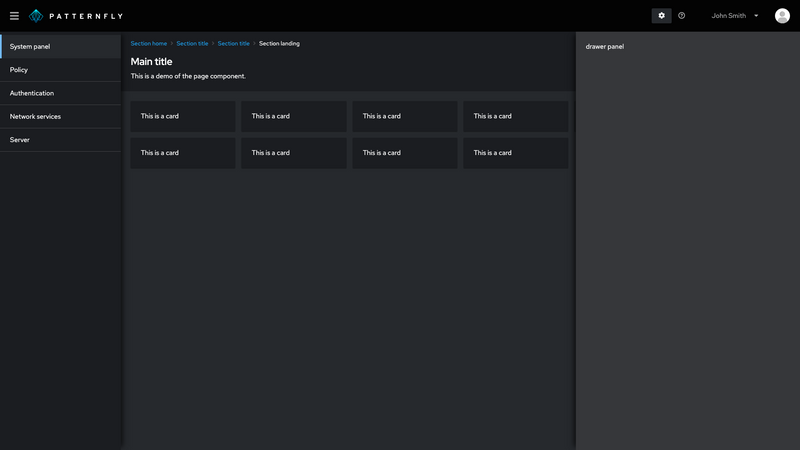 PATTERNFLY
John Smith
System panel
Policy
Authentication
Network services
Server
Section home > Section title > Section title > Section landing
Main title
This is a demo of the page component.
This is a card
This is a card
This is a card
This is a card
This is a card
This is a card
This is a card
This is a card
drawer panel